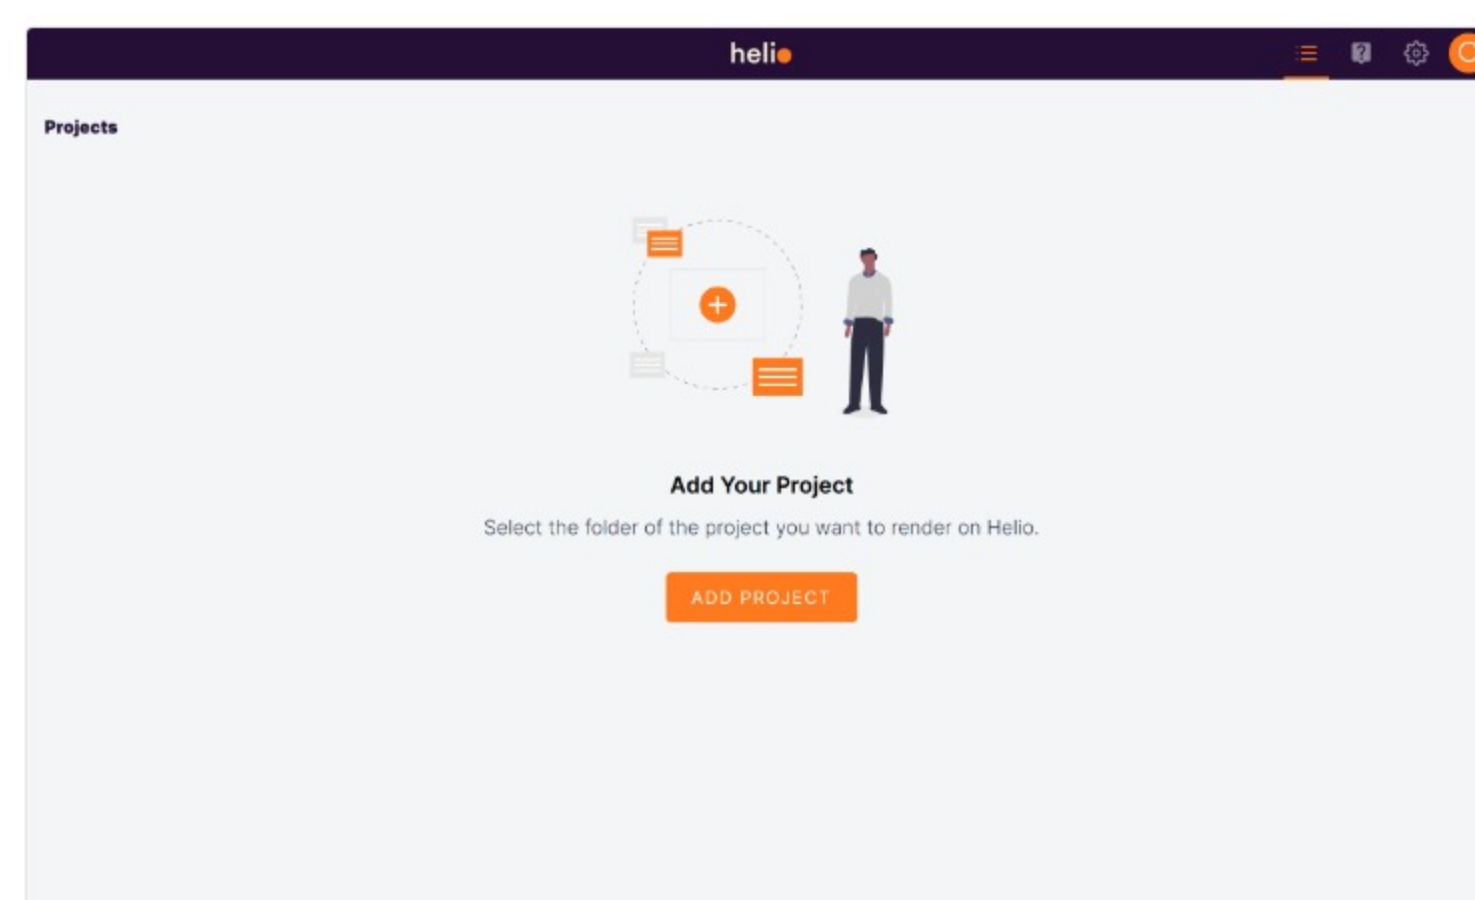 helio
Projects
Add Your Project
Select the folder of the project you want to render on Helio.
ADD PROJECT